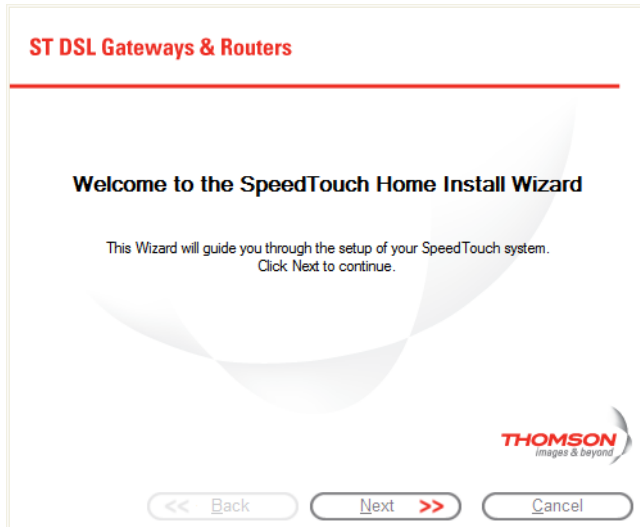 ST DSL Gateways & Routers
Welcome to the SpeedTouch Home Install Wizard
This Wizard will guide you through the setup of your SpeedTouch system.
Click Next to continue.
THOMSON
images & beyond
<< Back
Next >>
Cancel